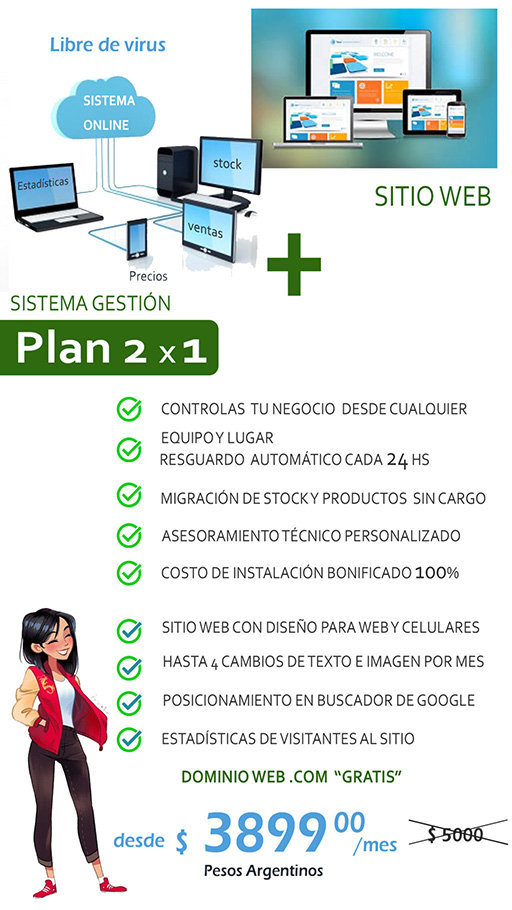 Libre de virus
SISTEMA
ONLINE
Estadísticas
stock
ventas
Precios
WELCOME
SITIO WEB
+
SISTEMA GESTIÓN
Plan 2 x 1
CONTROLAS TU NEGOCIO DESDE CUALQUIER
EQUIPO Y LUGAR
RESGUARDO AUTOMÁTICO CADA 24 HS
MIGRACIÓN DE STOCK Y PRODUCTOS SIN CARGO
ASESORAMIENTO TÉCNICO PERSONALIZADO
COSTO DE INSTALACIÓN BONIFICADO 100%
SITIO WEB CON DISEÑO PARA WEB Y CELULARES
HASTA 4 CAMBIOS DE TEXTO E IMAGEN POR MES
POSICIONAMIENTO EN BUSCADOR DE GOOGLE
ESTADÍSTICAS DE VISITANTES AL SITIO
DOMINIO WEB .COM “GRATIS”
desde $ 3899 00 /mes $ 5000
Pesos Argentinos